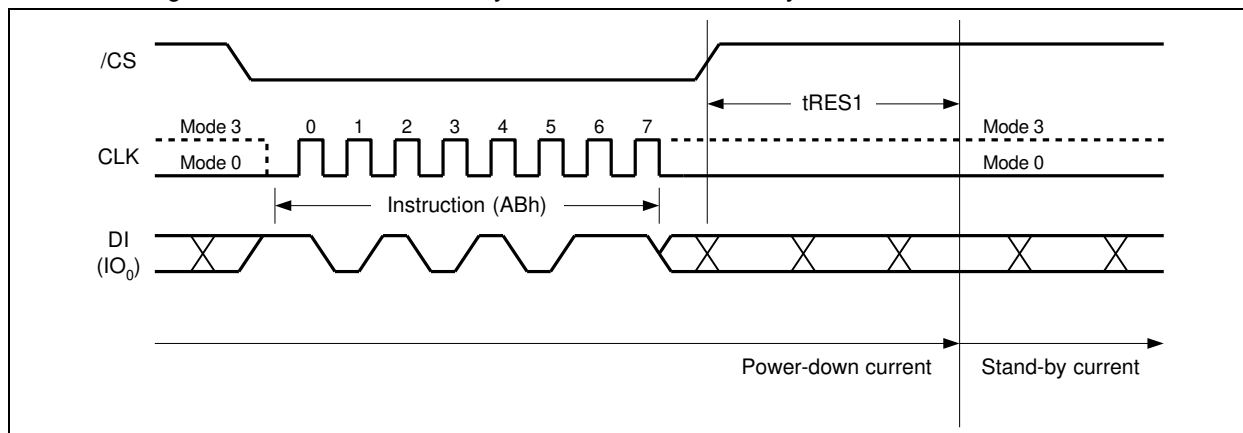 /CS
tRES1
Mode 3 0 1 2 3 4 5 6 7 Mode 3
CLK
Mode 0 Mode 0
Instruction (ABh)
DI
(IO₀)
Power-down current Stand-by current